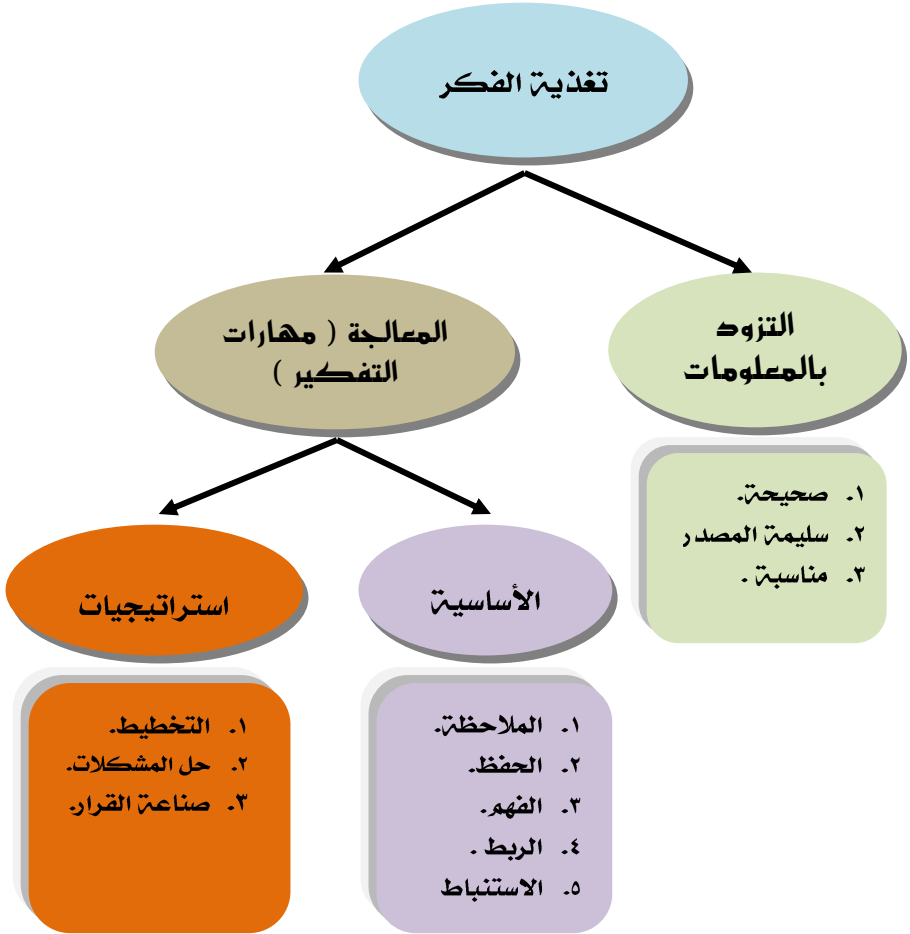 تغذية الفكر
التزود
بالمعلومات
١. صحيحة.
٢. سليمة المصدر
٣. مناسبة .
المعالجة ( مهارات
التفكير )
الأساسية
١. الملاحظة.
٢. الحفظ.
٣. الفهم.
٤. الربط .
٥. الاستنباط
استراتيجيات
١. التخطيط.
٢. حل المشكلات.
٣. صناعة القرار.